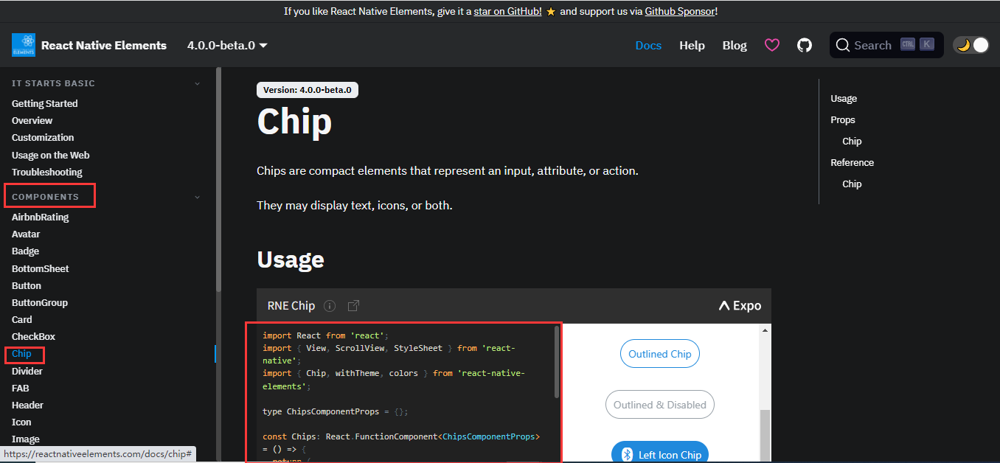 If you like React Native Elements, give it a star on GitHub! ⭐ and support us via Github Sponsor!
ELEMENTS
React Native Elements
4.0.0-beta.0
Docs
Help
Blog
Search
CTRL
K
IT STARTS BASIC
Getting Started
Overview
Customization
Usage on the Web
Troubleshooting
COMPONENTS
AirbnbRating
Avatar
Badge
BottomSheet
Button
ButtonGroup
Card
CheckBox
Chip
Divider
FAB
Header
Icon
Image
https://reactnativeelements.com/docs/chip#
Version: 4.0.0-beta.0
Chip
Chips are compact elements that represent an input, attribute, or action.
They may display text, icons, or both.
Usage
RNE Chip
Expo
import React from 'react';
import { View, ScrollView, StyleSheet } from 'react-
native';
import { Chip, withTheme, colors } from 'react-native-
elements';
type ChipsComponentProps = {};
const Chips: React.FunctionComponent<ChipsComponentProps>
= () => {
return (
Outlined Chip
Outlined & Disabled
Left Icon Chip
Usage
Props
Chip
Reference
Chip